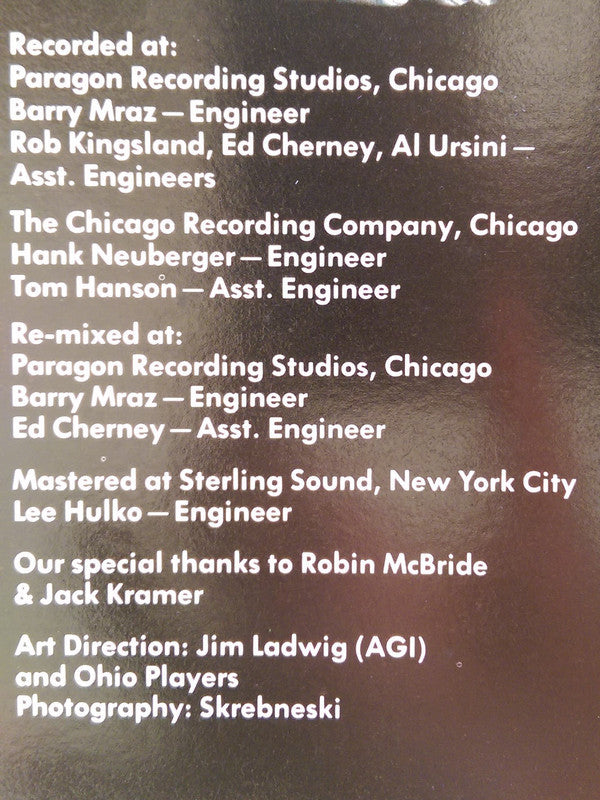 Recorded at:
Paragon Recording Studios, Chicago
Barry Mraz — Engineer
Rob Kingsland, Ed Cherney, Al Ursini —
Asst. Engineers
The Chicago Recording Company, Chicago
Hank Neuberger — Engineer
Tom Hanson — Asst. Engineer
Re-mixed at:
Paragon Recording Studios, Chicago
Barry Mraz — Engineer
Ed Cherney — Asst. Engineer
Mastered at Sterling Sound, New York City
Lee Hulko — Engineer
Our special thanks to Robin McBride
& Jack Kramer
Art Direction: Jim Ladwig (AGI)
and Ohio Players
Photography: Skrebneski